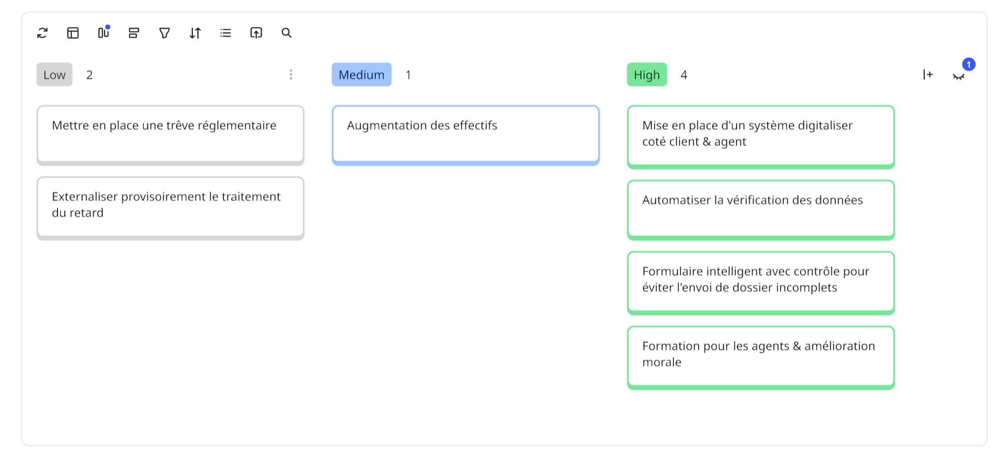 Low 2
Medium 1
High 4
1
Mettre en place une trêve réglementaire
Externaliser provisoirement le traitement
du retard
Augmentation des effectifs
Mise en place d'un système digitaliser
coté client & agent
Automatiser la vérification des données
Formulaire intelligent avec contrôle pour
éviter l'envoi de dossier incomplets
Formation pour les agents & amélioration
morale